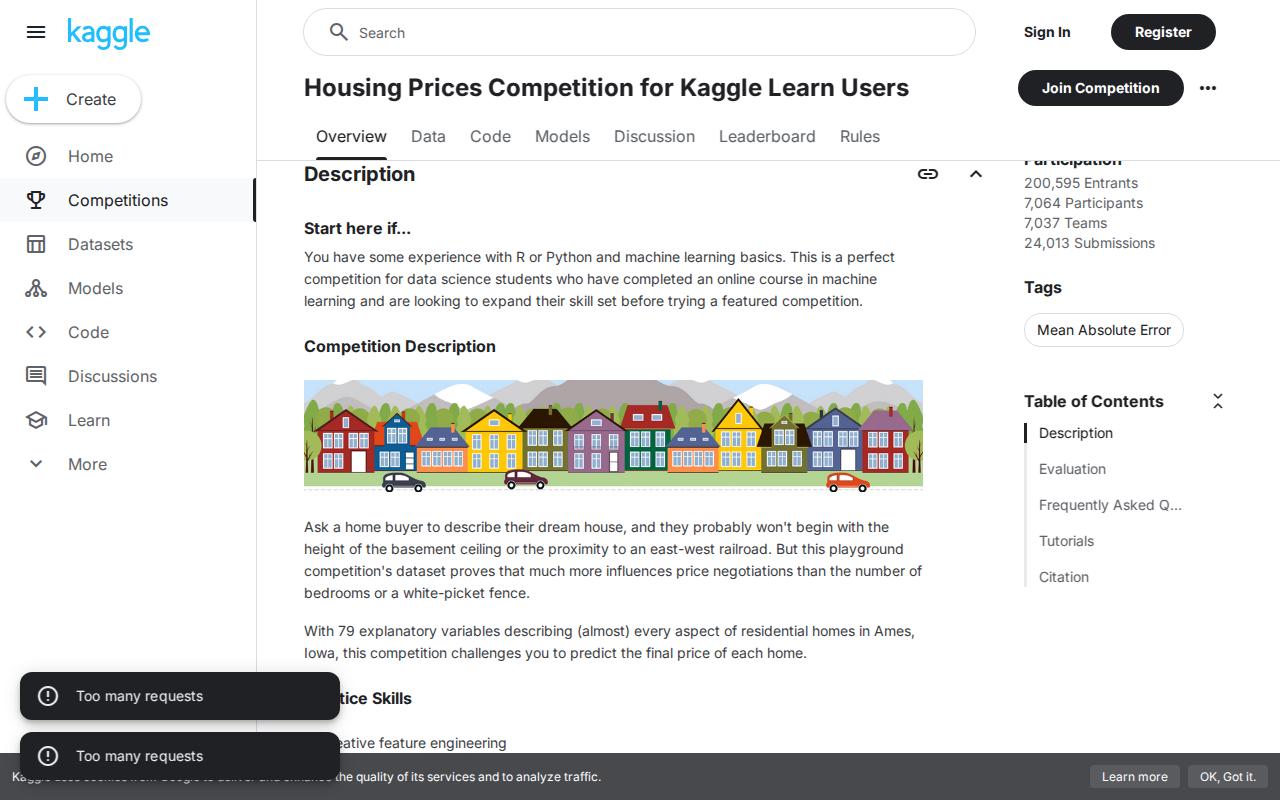 kaggle
Search
Sign In
Register
Create
Home
Competitions
Datasets
Models
Code
Discussions
Learn
More
Housing Prices Competition for Kaggle Learn Users
Join Competition
Overview
Data
Code
Models
Discussion
Leaderboard
Rules
Description
Start here if...
You have some experience with R or Python and machine learning basics. This is a perfect
competition for data science students who have completed an online course in machine
learning and are looking to expand their skill set before trying a featured competition.
Competition Description
Ask a home buyer to describe their dream house, and they probably won't begin with the
height of the basement ceiling or the proximity to an east-west railroad. But this playground
competition's dataset proves that much more influences price negotiations than the number of
bedrooms or a white-picket fence.
With 79 explanatory variables describing (almost) every aspect of residential homes in Ames,
Iowa, this competition challenges you to predict the final price of each home.
Skills
feature engineering
Participation
200,595 Entrants
7,064 Participants
7,037 Teams
24,013 Submissions
Tags
Mean Absolute Error
Table of Contents
Description
Evaluation
Frequently Asked Q...
Tutorials
Citation
Too many requests
Too many requests
the quality of its services and to analyze traffic.
Learn more
OK, Got it.